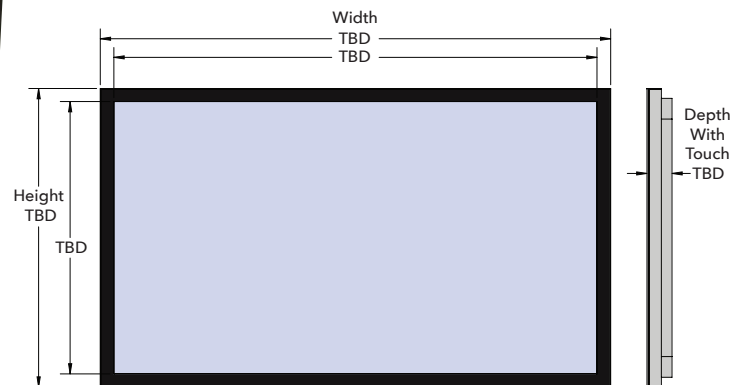 Width
TBD
TBD
Depth
With
Touch
TBD
Height
TBD
TBD